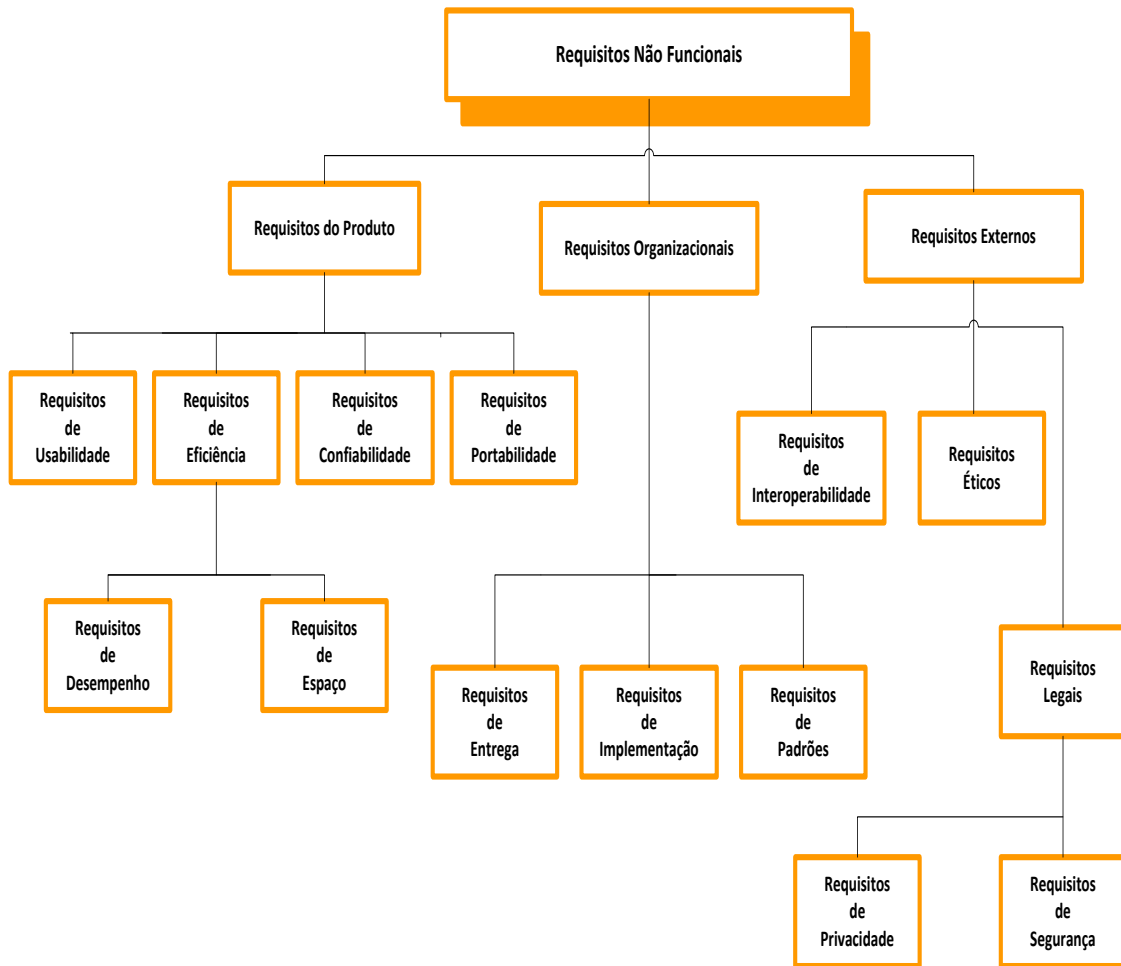 Requisitos Não Funcionais
Requisitos do Produto
Requisitos Organizacionais
Requisitos Externos
Requisitos
de
Usabilidade
Requisitos
de
Eficiência
Requisitos
de
Confiabilidade
Requisitos
de
Portabilidade
Requisitos
de
Interoperabilidade
Requisitos
Éticos
Requisitos
de
Desempenho
Requisitos
de
Espaço
Requisitos
de
Entrega
Requisitos
de
Implementação
Requisitos
de
Padrões
Requisitos
Legais
Requisitos
de
Privacidade
Requisitos
de
Segurança